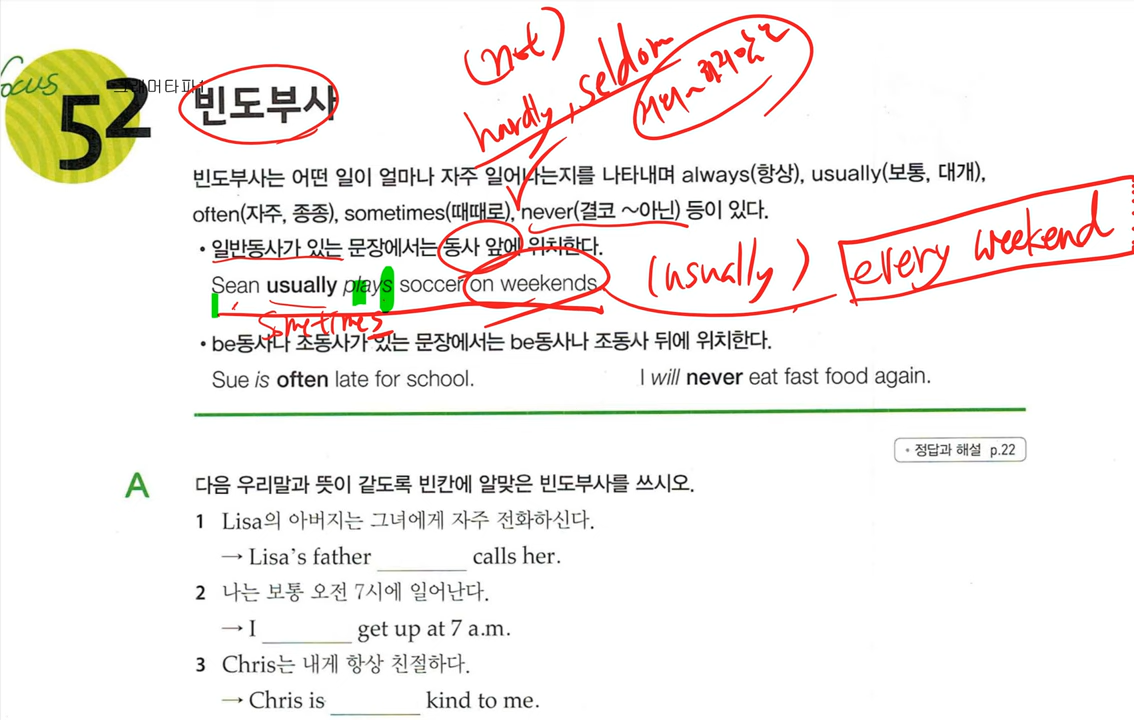 focus
그래머타파1
52 빈도부사
(not)
hardly, seldom
빈도부사는 어떤 일이 얼마나 자주 일어나는지를 나타내며 always(항상), usually(보통, 대개),
often(자주, 종종), sometimes(때때로), never(결코 ~아닌) 등이 있다.
• 일반동사가 있는 문장에서는 동사 앞에 위치한다.
Sean usually plays soccer on weekends.
(usually)
every weekend
sometimes
• be동사나 조동사가 있는 문장에서는 be동사나 조동사 뒤에 위치한다.
Sue is often late for school.
I will never eat fast food again.
• 정답과 해설 p.22
A 다음 우리말과 뜻이 같도록 빈칸에 알맞은 빈도부사를 쓰시오.
1 Lisa의 아버지는 그녀에게 자주 전화하신다.
→ Lisa's father ________ calls her.
2 나는 보통 오전 7시에 일어난다.
→ I ________ get up at 7 a.m.
3 Chris는 내게 항상 친절하다.
→ Chris is ________ kind to me.